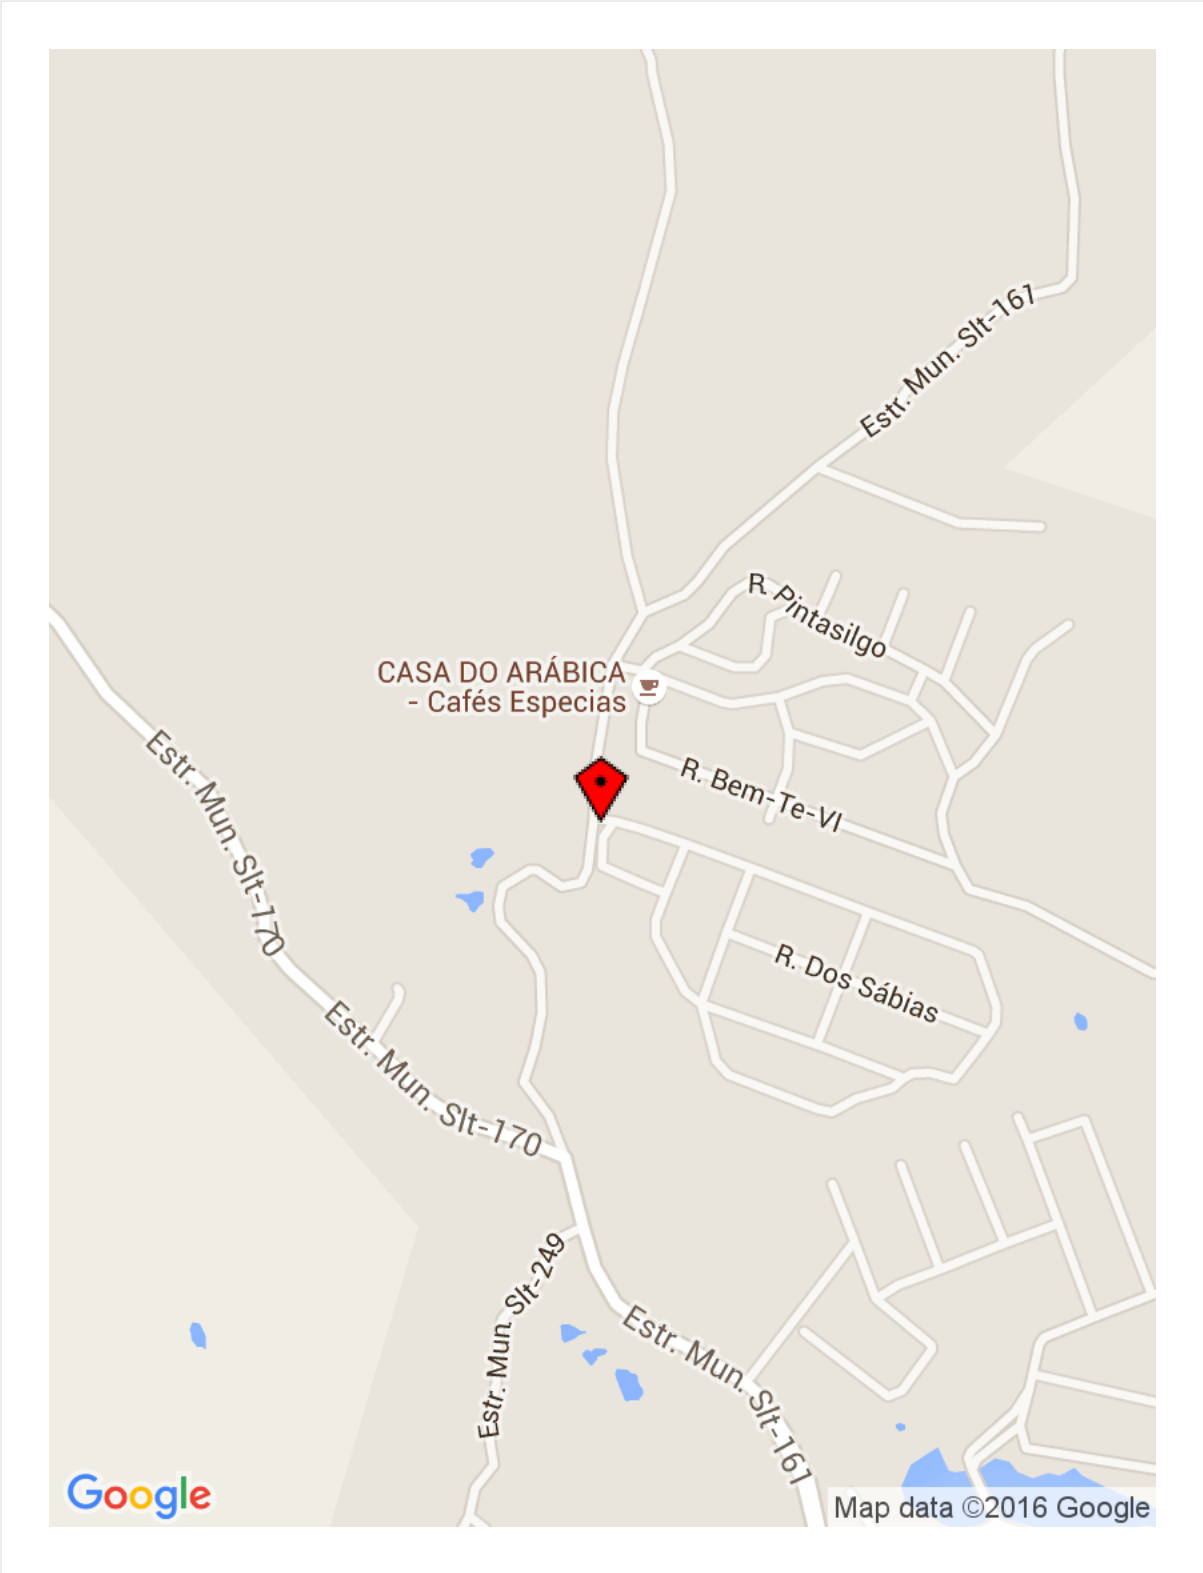 Estr. Mun. Slt-167
R. Pintasilgo
CASA DO ARÁBICA
- Cafés Especias
Estr. Mun. Slt-170
R. Bem-Te-VI
R. Dos Sábias
Estr. Mun. Slt-170
Estr. Mun. Slt-249
Estr. Mun. Slt-161
Google
Map data ©2016 Google